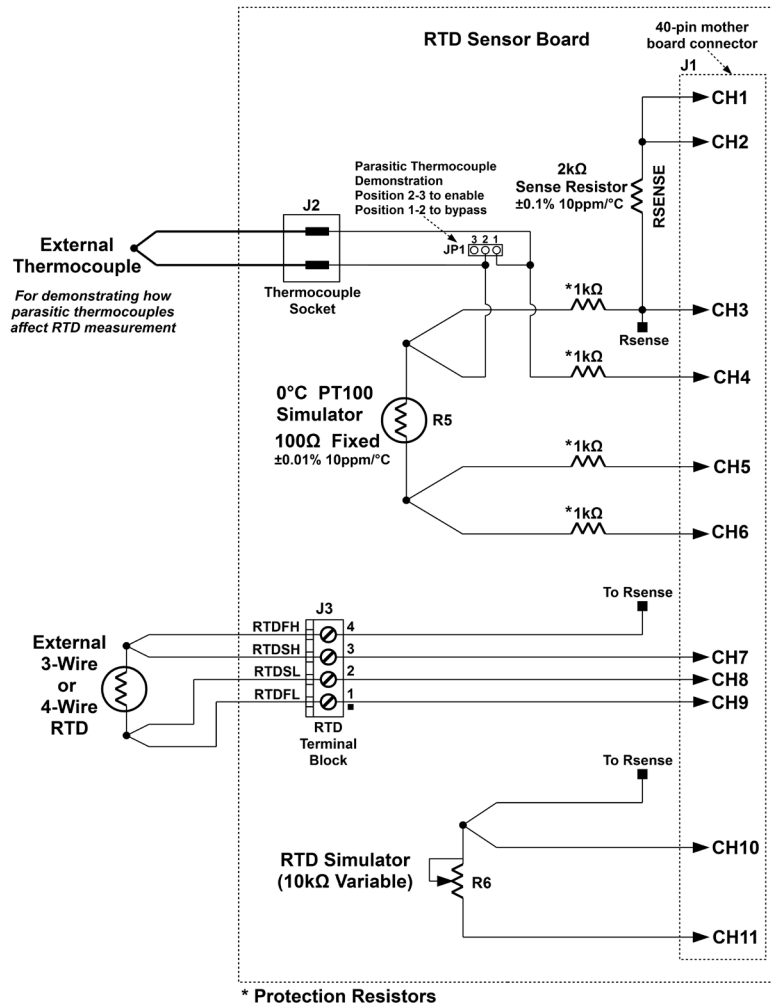 RTD Sensor Board
40-pin mother
board connector
J1
CH1
CH2
2kΩ
Sense Resistor
±0.1% 10ppm/°C
RSENSE
Parasitic Thermocouple
Demonstration
Position 2-3 to enable
Position 1-2 to bypass
J2
JP1
3 2 1
External
Thermocouple
For demonstrating how
parasitic thermocouples
affect RTD measurement
Thermocouple
Socket
*1kΩ
CH3
Rsense
*1kΩ
CH4
0°C PT100
Simulator
100Ω Fixed
±0.01% 10ppm/°C
R5
*1kΩ
CH5
*1kΩ
CH6
To Rsense
J3
External
3-Wire
or
4-Wire
RTD
RTDFH
4
RTDSH
3
CH7
RTDSL
2
CH8
RTDFL
1
CH9
RTD
Terminal
Block
To Rsense
RTD Simulator
(10kΩ Variable)
R6
CH10
CH11
* Protection Resistors